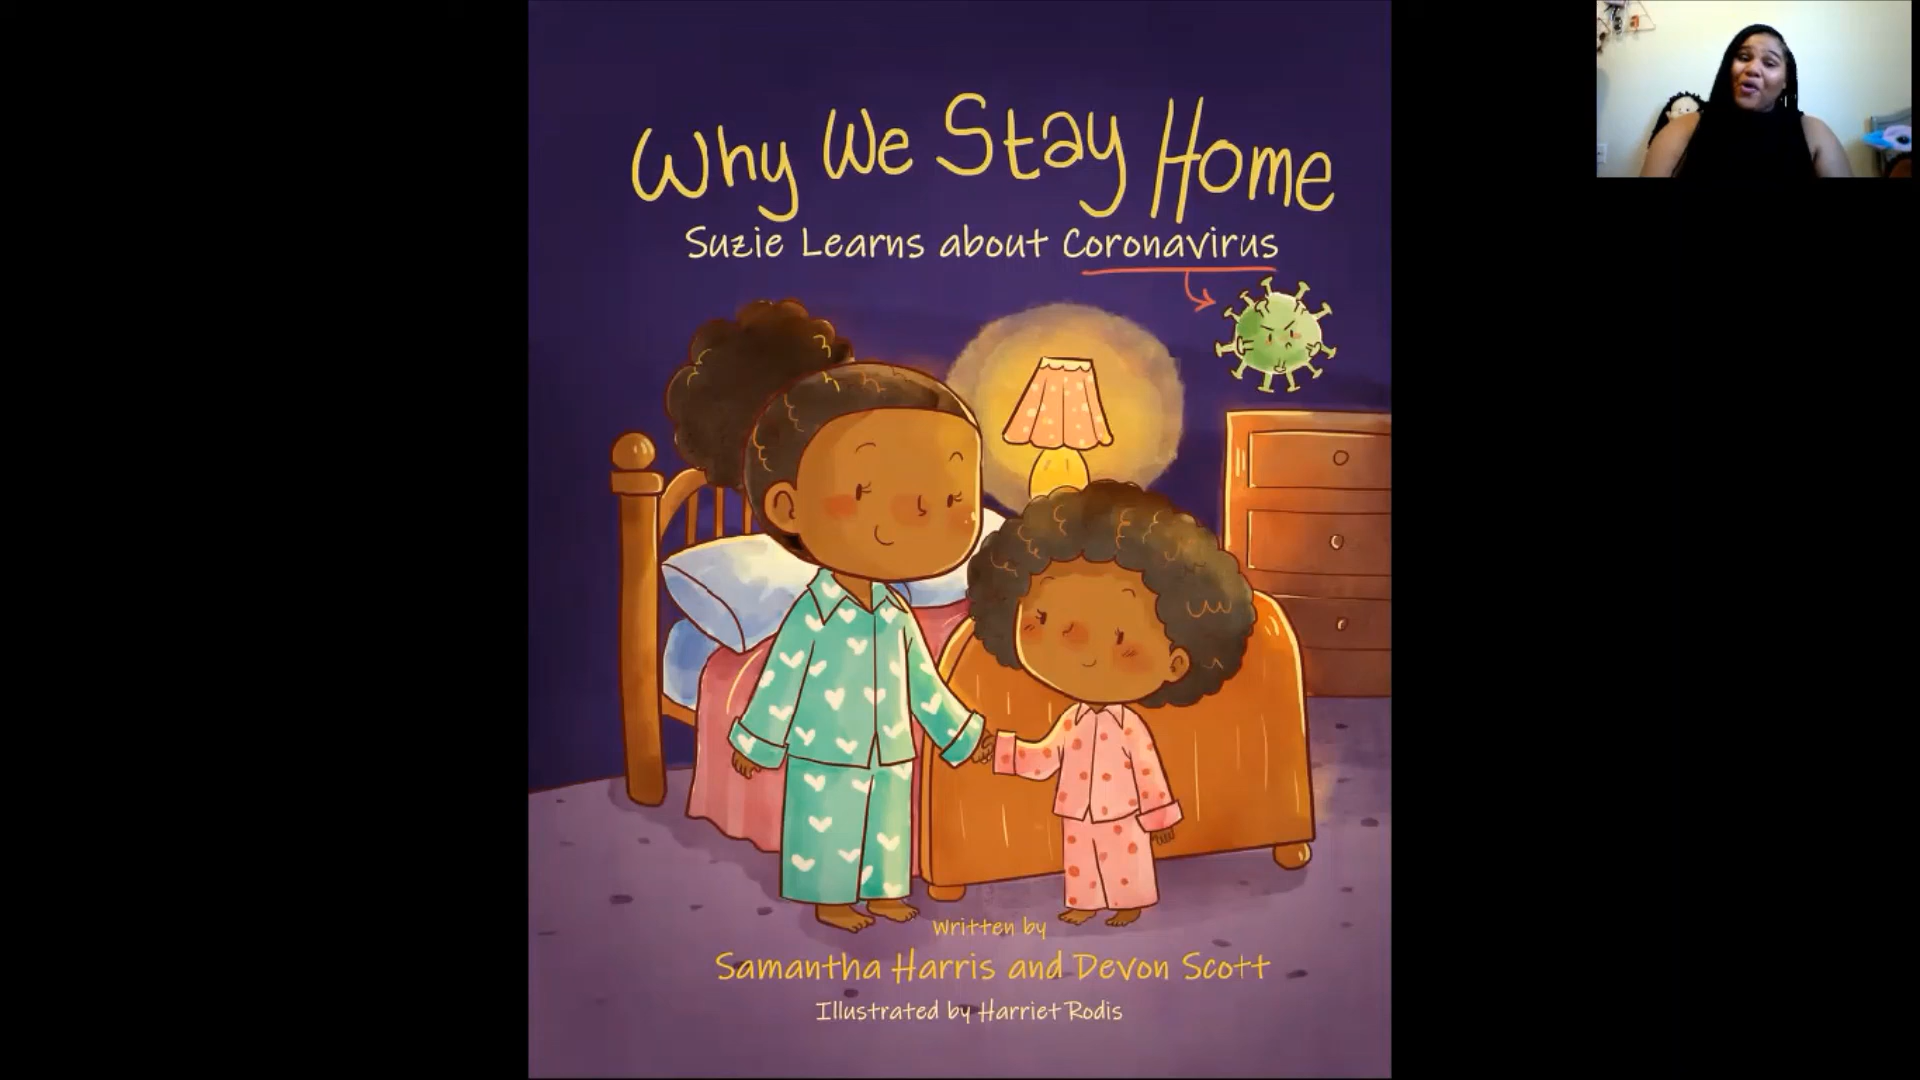 Why We Stay Home
Suzie Learns about Coronavirus
Written by
Samantha Harris and Devon Scott
Illustrated by Harriet Rodis